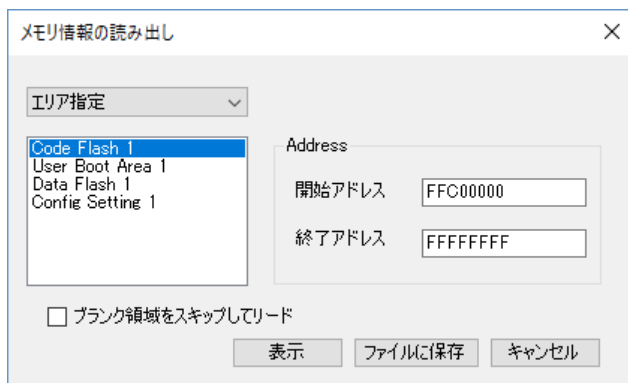 メモリ情報の読み出し
エリア指定
Code Flash 1
User Boot Area 1
Data Flash 1
Config Setting 1
Address
開始アドレス
FFC00000
終了アドレス
FFFFFFFF
ブランク領域をスキップしてリード
表示
ファイルに保存
キャンセル